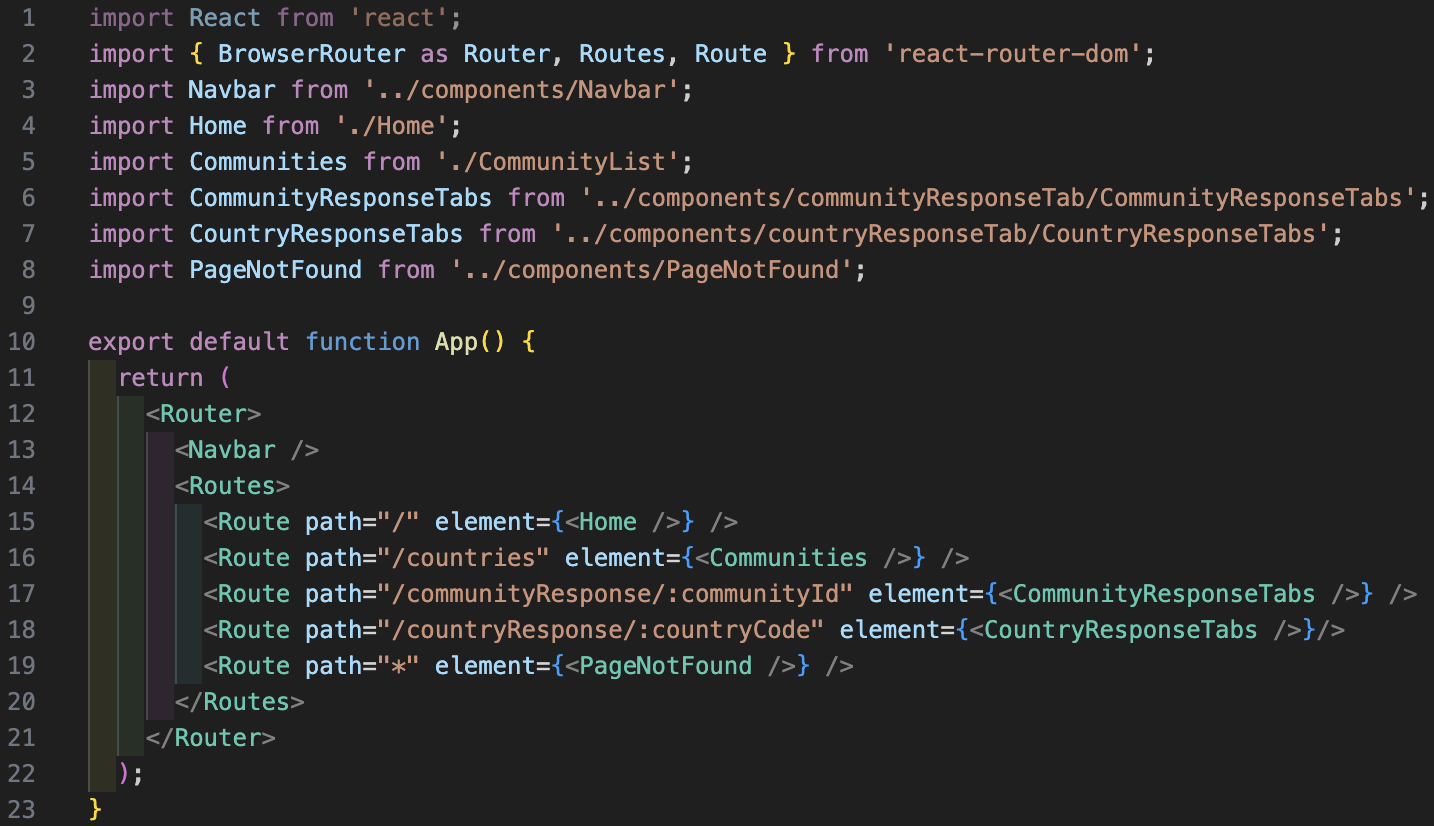 1 import React from 'react';
2 import { BrowserRouter as Router, Routes, Route } from 'react-router-dom';
3 import Navbar from '../components/Navbar';
4 import Home from './Home';
5 import Communities from './CommunityList';
6 import CommunityResponseTabs from '../components/communityResponseTab/CommunityResponseTabs';
7 import CountryResponseTabs from '../components/countryResponseTab/CountryResponseTabs';
8 import PageNotFound from '../components/PageNotFound';
9
10 export default function App() {
11   return (
12     <Router>
13       <Navbar />
14       <Routes>
15         <Route path="/" element={<Home />} />
16         <Route path="/countries" element={<Communities />} />
17         <Route path="/communityResponse/:communityId" element={<CommunityResponseTabs />} />
18         <Route path="/countryResponse/:countryCode" element={<CountryResponseTabs />}/>
19         <Route path="*" element={<PageNotFound />} />
20       </Routes>
21     </Router>
22   );
23 }